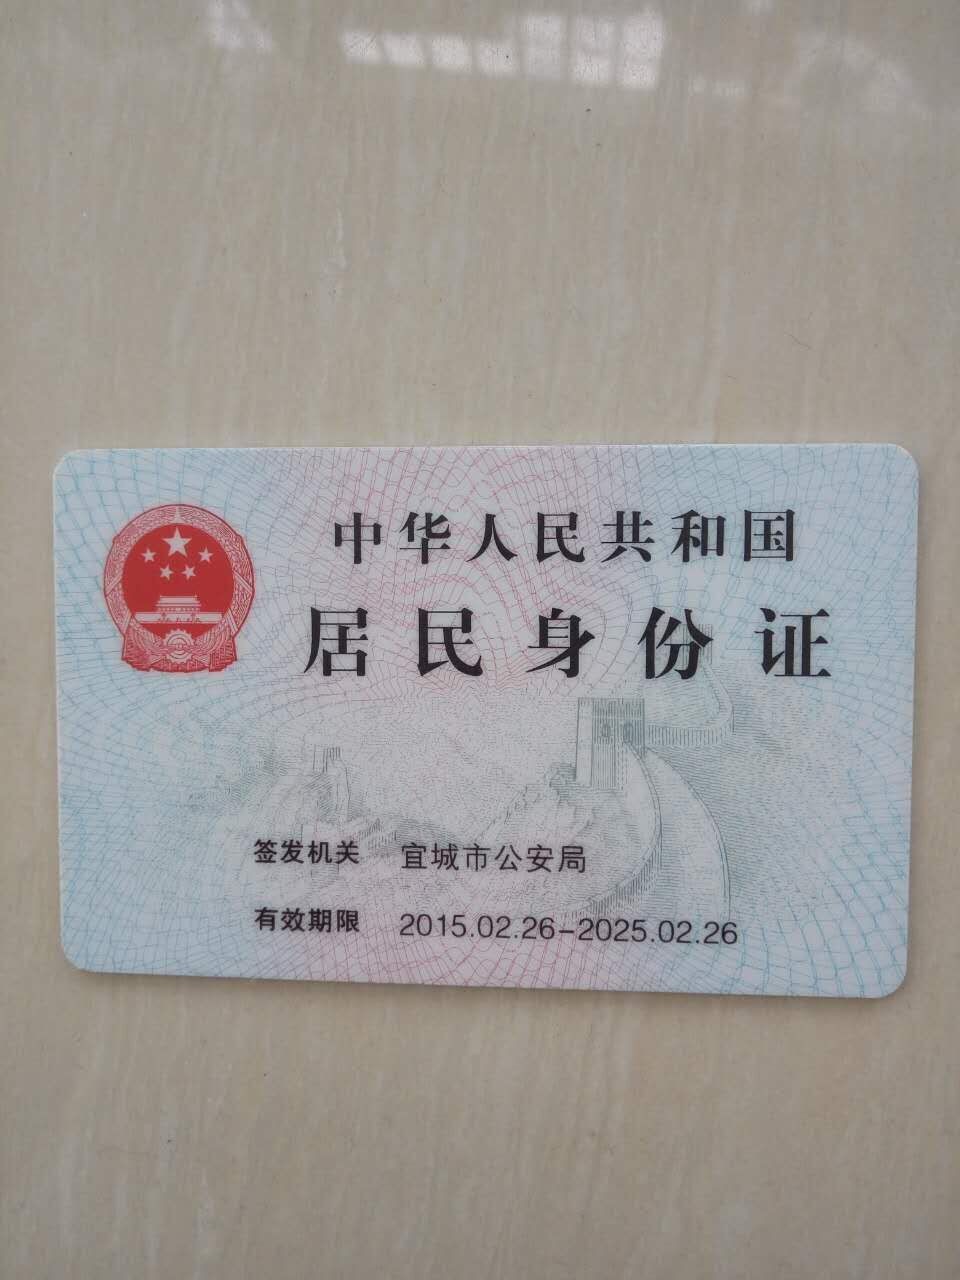 中华人民共和国
居民身份证
签发机关 宜城市公安局
有效期限 2015.02.26-2025.02.26